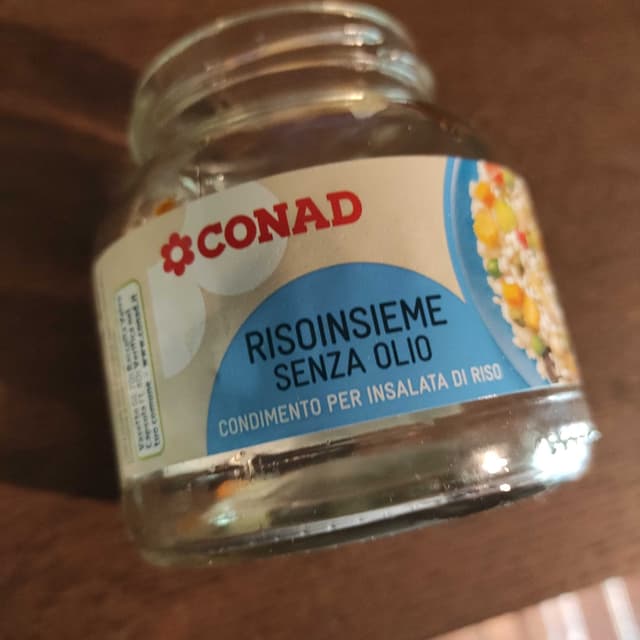 CONAD
RISOINSIEME
SENZA OLIO
CONDIMENTO PER INSALATA DI RISO